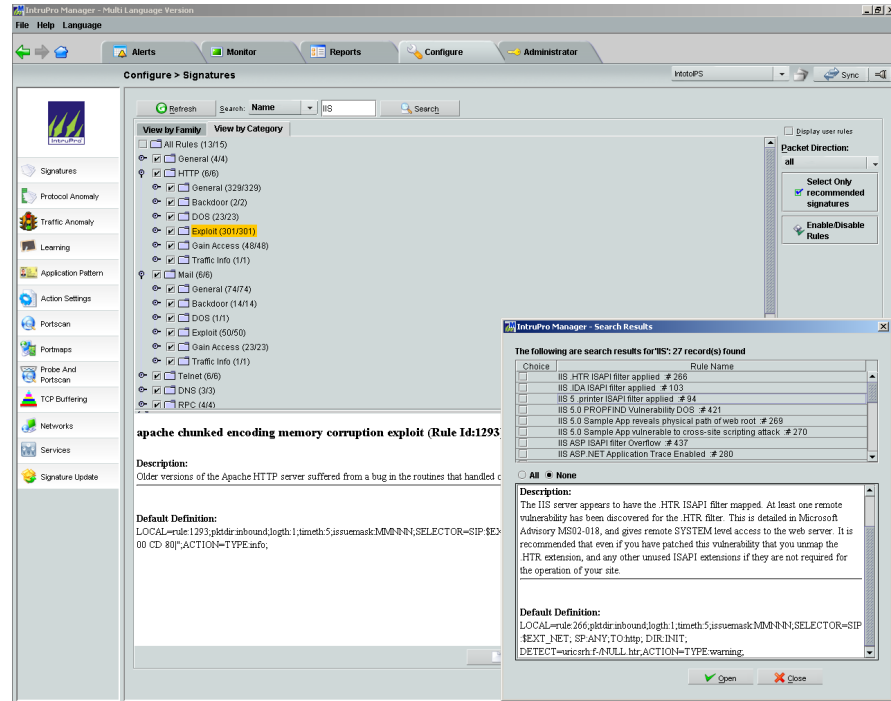 IntruPro Manager - Multi Language Version
File Help Language
Alerts
Monitor
Reports
Configure
Administrator
Configure > Signatures
IntotoIPS
Sync
IntruPro
Signatures
Protocol Anomaly
Traffic Anomaly
Learning
Application Pattern
Action Settings
Portscan
Portmaps
Probe And
Portscan
TCP Buffering
Networks
Services
Signature Update
Refresh
Search: Name
IIS
Search
View by Family
View by Category
All Rules (13/15)
General (4/4)
HTTP (6/6)
General (329/329)
Backdoor (2/2)
DOS (23/23)
Exploit (301/301)
Gain Access (48/48)
Traffic Info (1/1)
Mail (6/6)
General (74/74)
Backdoor (14/14)
DOS (1/1)
Exploit (50/50)
Gain Access (23/23)
Traffic Info (1/1)
Telnet (6/6)
DNS (3/3)
RPC (4/4)
Display user rules
Packet Direction:
all
Select Only
recommended
signatures
Enable/Disable
Rules
apache chunked encoding memory corruption exploit (Rule Id:1293
Description:
Older versions of the Apache HTTP server suffered from a bug in the routines that handled c
Default Definition:
LOCAL=rule:1293;pktdir:inbound;logth:1;timeth:5;issuemask:MMNNN;SELECTOR=SIP:$EX
00 CD 80|";ACTION=TYPE:info;
IntruPro Manager - Search Results
The following are search results for'IIS': 27 record(s) found
Choice Rule Name
IIS .HTR ISAPI filter applied :# 266
IIS .IDA ISAPI filter applied :# 103
IIS 5 .printer ISAPI filter applied :# 94
IIS 5.0 PROPFIND Vulnerability DOS :# 421
IIS 5.0 Sample App reveals physical path of web root :# 269
IIS 5.0 Sample App vulnerable to cross-site scripting attack :# 270
IIS ASP ISAPI filter Overflow :# 437
IIS ASP.NET Application Trace Enabled :# 280
All None
Description:
The IIS server appears to have the .HTR ISAPI filter mapped. At least one remote
vulnerability has been discovered for the .HTR filter. This is detailed in Microsoft
Advisory MS02-018, and gives remote SYSTEM level access to the web server. It is
recommended that even if you have patched this vulnerability that you unmap the
.HTR extension, and any other unused ISAPI extensions if they are not required for
the operation of your site.
Default Definition:
LOCAL=rule:266;pktdir:inbound;logth:1;timeth:5;issuemask:MMNNN;SELECTOR=SIP
:$EXT_NET; SP:ANY;TO:http; DIR:INIT;
DETECT=uricsrh:f-/NULL.htr;ACTION=TYPE:warning;
Open
Close